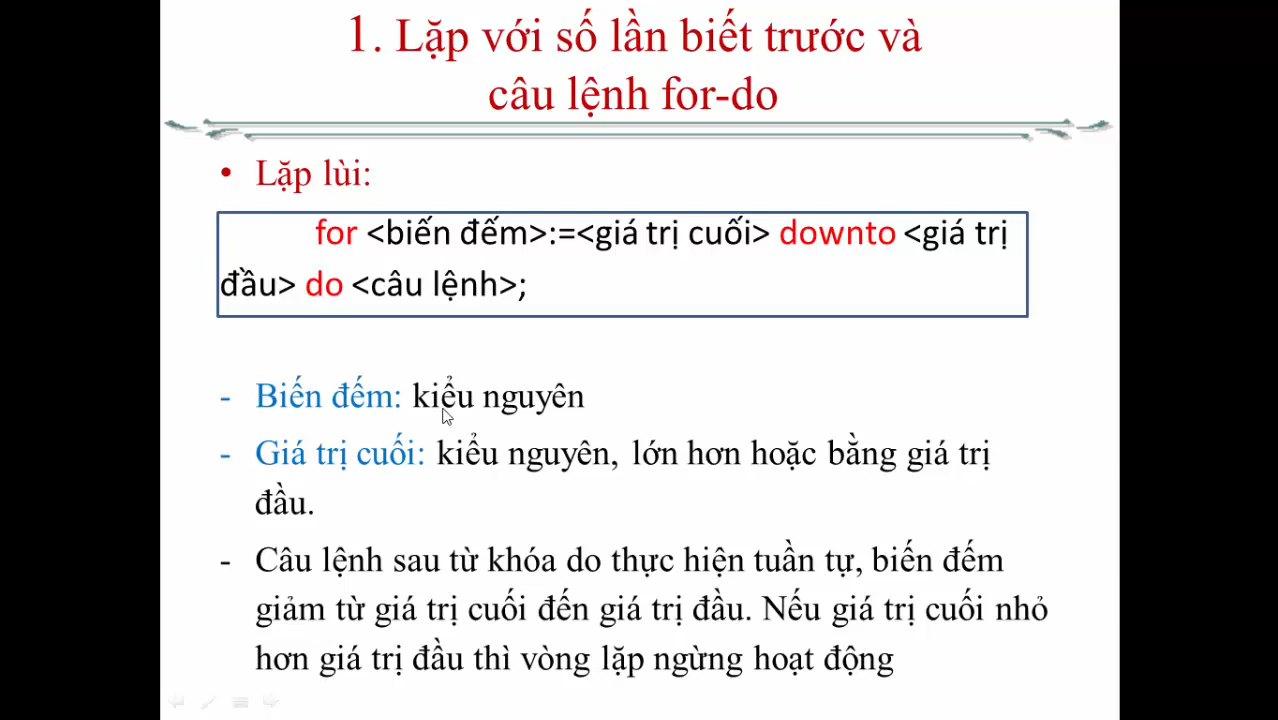 1. Lặp với số lần biết trước và
câu lệnh for-do
• Lặp lùi:
for <biến đếm>:=<giá trị cuối> downto <giá trị
đầu> do <câu lệnh>;
- Biến đếm: kiểu nguyên
- Giá trị cuối: kiểu nguyên, lớn hơn hoặc bằng giá trị
đầu.
- Câu lệnh sau từ khóa do thực hiện tuần tự, biến đếm
giảm từ giá trị cuối đến giá trị đầu. Nếu giá trị cuối nhỏ
hơn giá trị đầu thì vòng lặp ngừng hoạt động